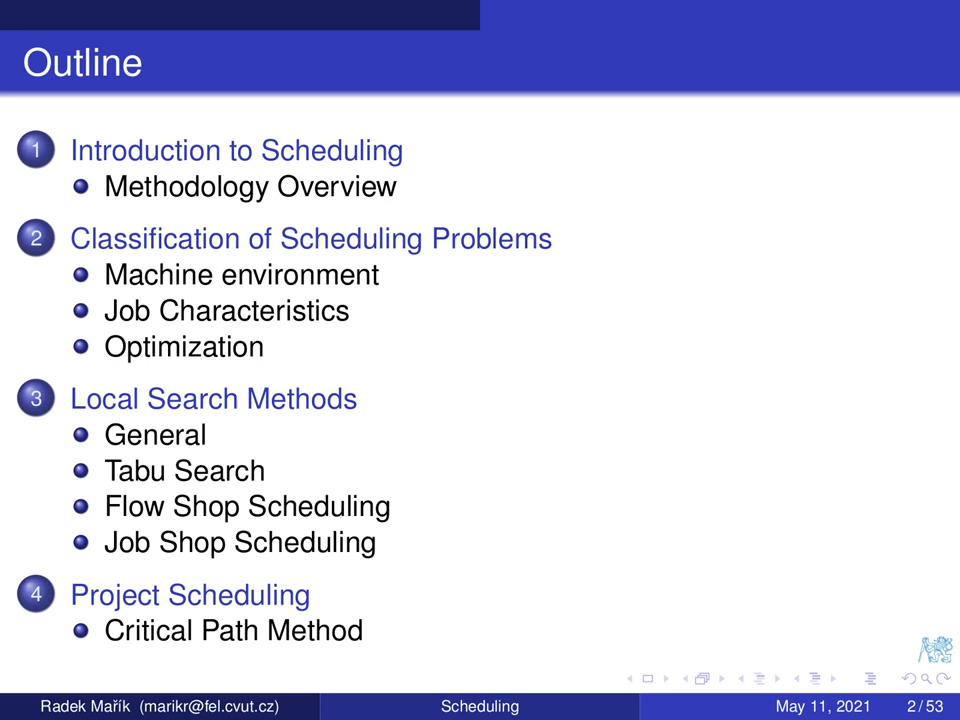 Outline
1 Introduction to Scheduling
Methodology Overview
2 Classification of Scheduling Problems
Machine environment
Job Characteristics
Optimization
3 Local Search Methods
General
Tabu Search
Flow Shop Scheduling
Job Shop Scheduling
4 Project Scheduling
Critical Path Method
Radek Mařík (marikr@fel.cvut.cz) Scheduling May 11, 2021 2 / 53